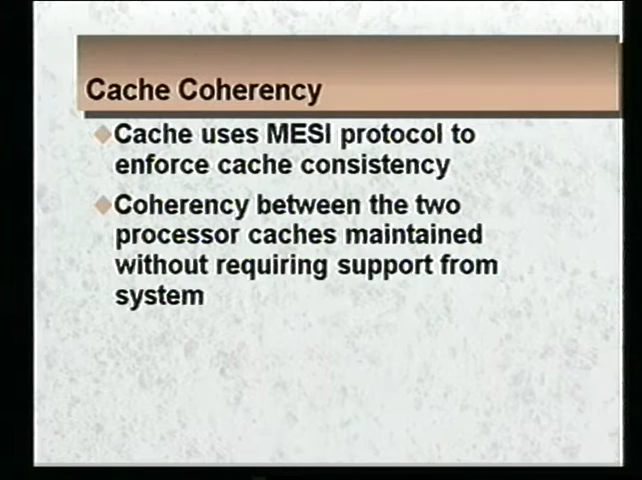 Cache Coherency
Cache uses MESI protocol to
enforce cache consistency
Coherency between the two
processor caches maintained
without requiring support from
system